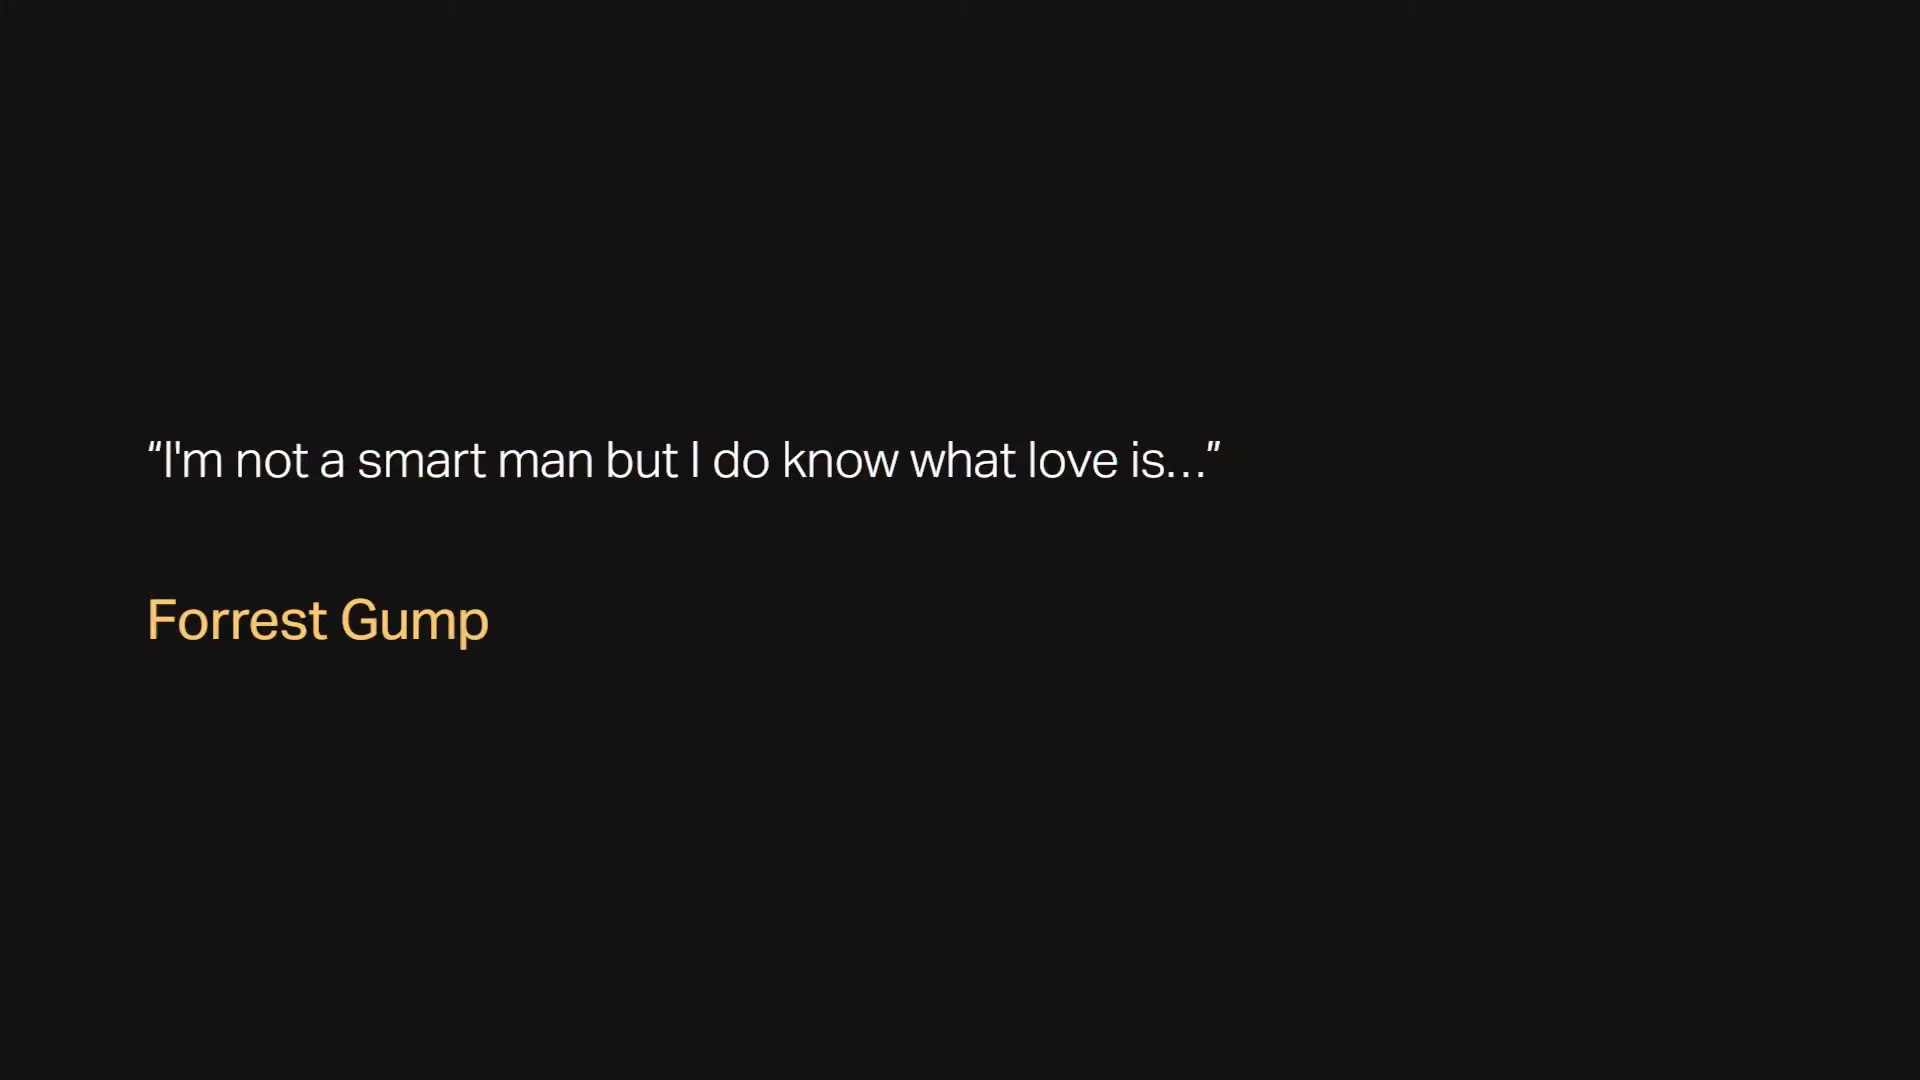 “I'm not a smart man but I do know what love is…”
Forrest Gump